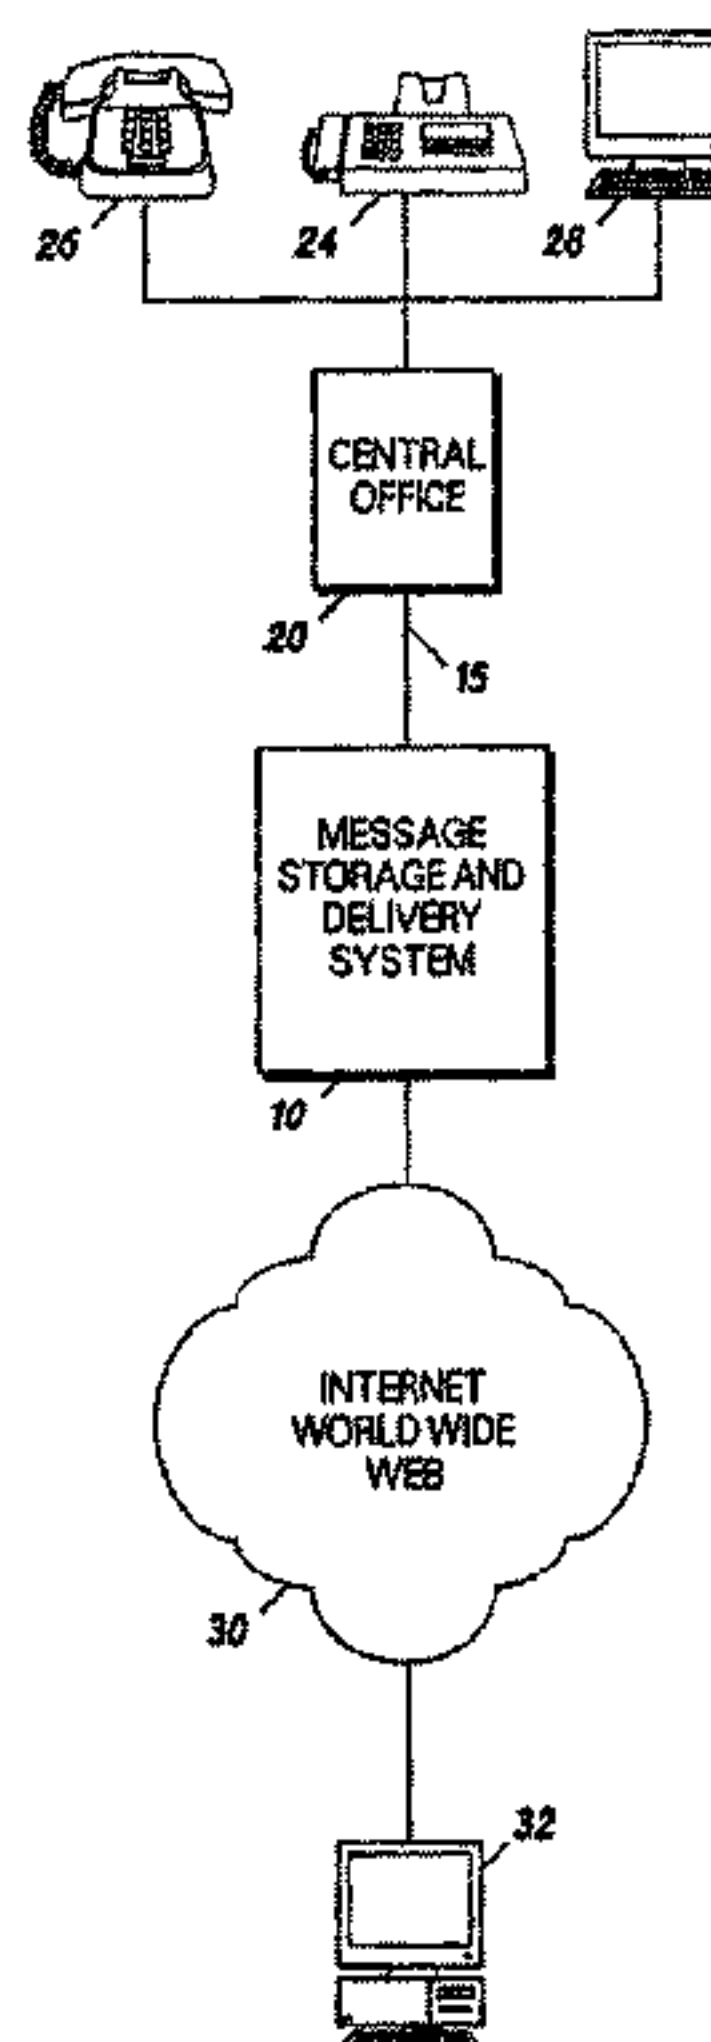 26
24
28
CENTRAL
OFFICE
20
15
MESSAGE
STORAGE AND
DELIVERY
SYSTEM
10
INTERNET
WORLD WIDE
WEB
30
32